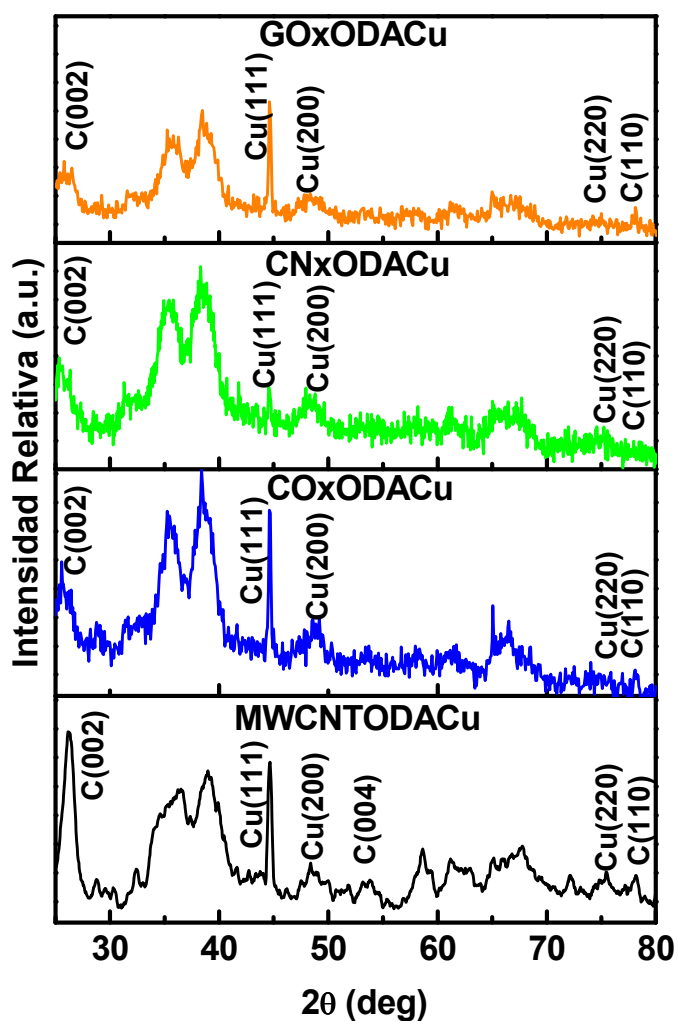 GOxODACu
C(002)
Cu(111)
Cu(200)
Cu(220)
C(110)
CNxODACu
C(002)
Cu(111)
Cu(200)
Cu(220)
C(110)
COxODACu
C(002)
Cu(111)
Cu(200)
Cu(220)
C(110)
MWCNTODACu
C(002)
Cu(111)
Cu(200)
C(004)
Cu(220)
C(110)
Intensidad Relativa (a.u.)
30 40 50 60 70 80
2θ (deg)